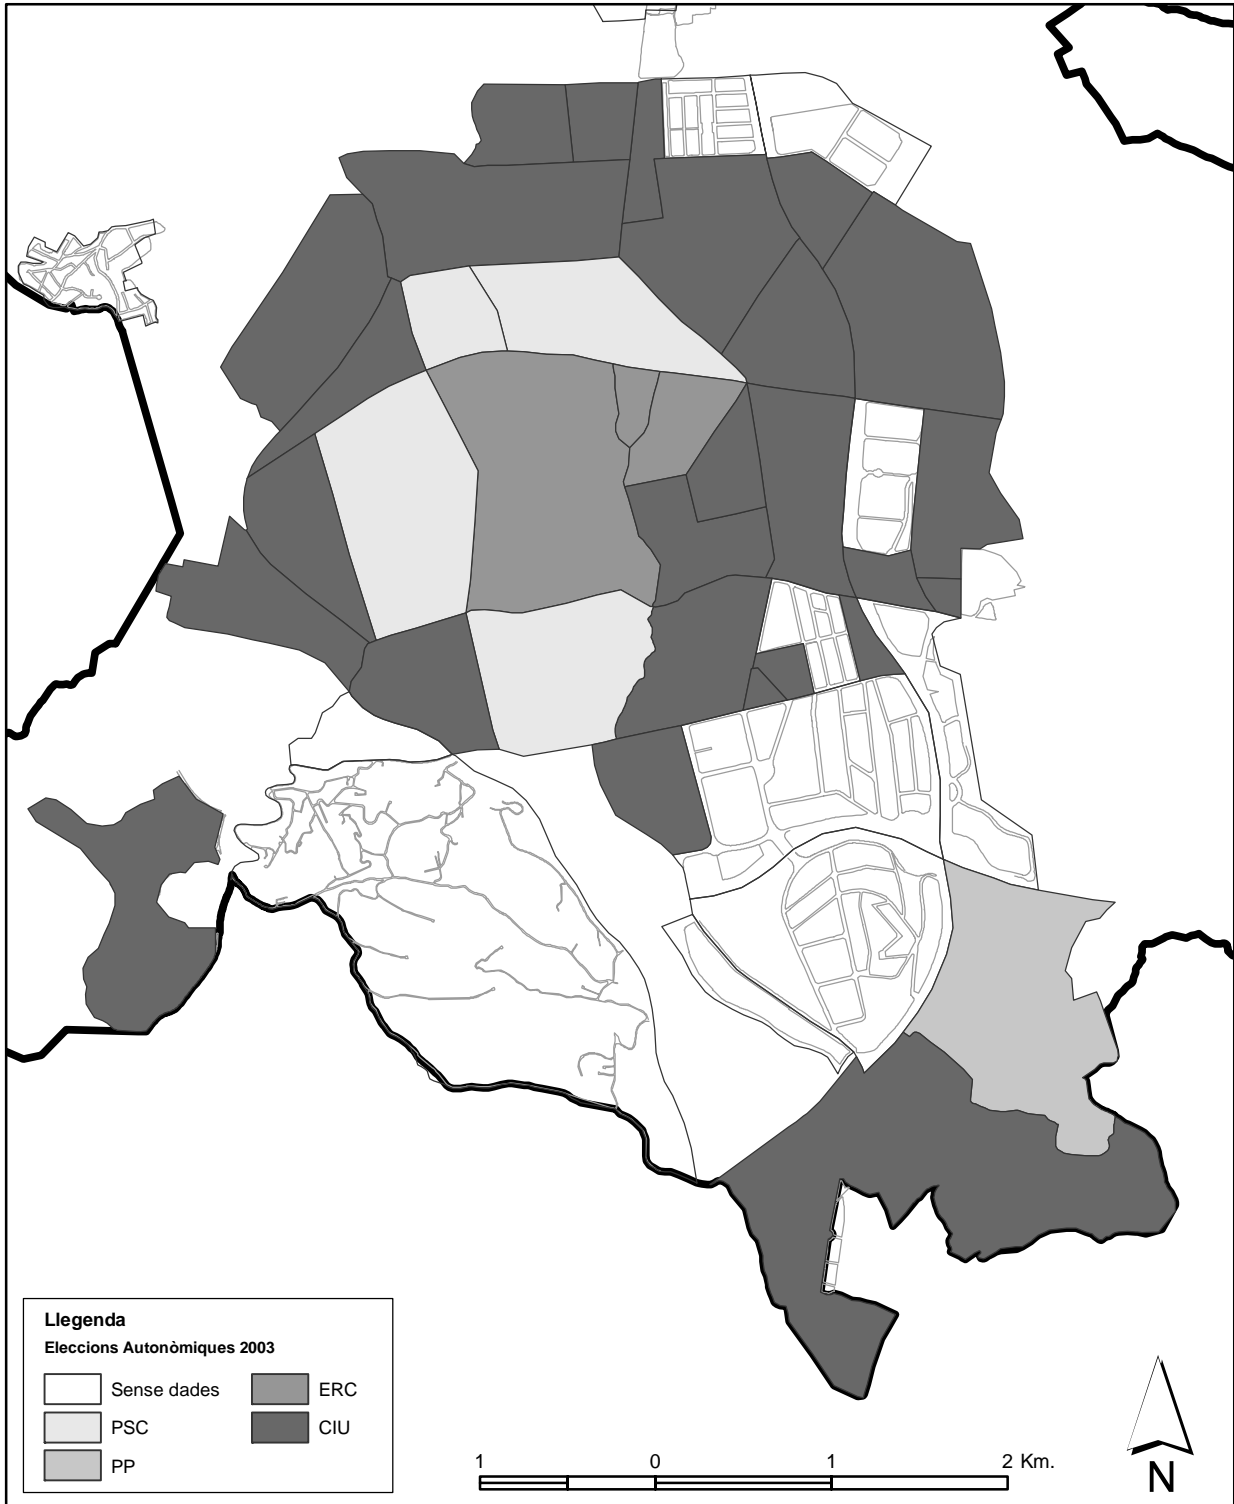 Llegenda
Eleccions Autonòmiques 2003
Sense dades
ERC
PSC
CIU
PP
1 0 1 2 Km.
N